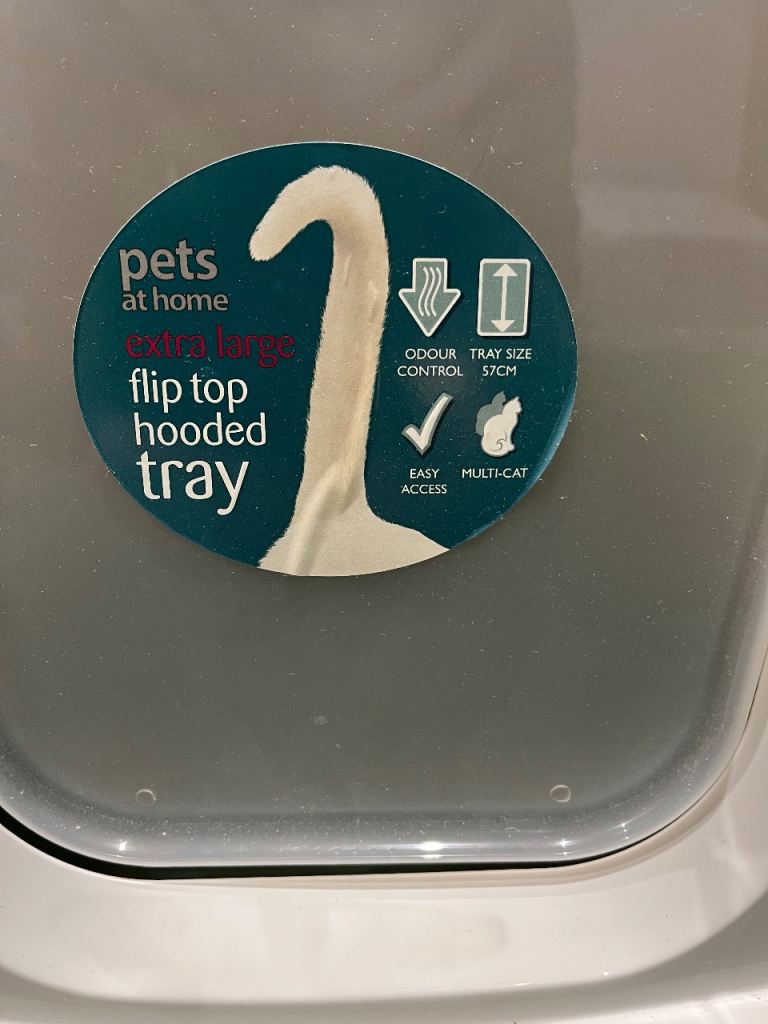 pets
at home
extra large
flip top
hooded
tray
ODOUR
CONTROL
TRAY SIZE
57CM
EASY
ACCESS
MULTI-CAT